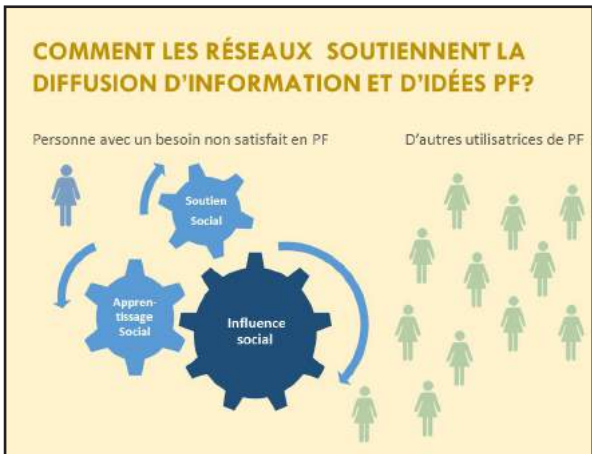 COMMENT LES RÉSEAUX SOUTIENNENT LA
DIFFUSION D'INFORMATION ET D'IDÉES PF?
Personne avec un besoin non satisfait en PF
D'autres utilisatrices de PF
Soutien
Social
Appren-
tissage
Social
Influence
social